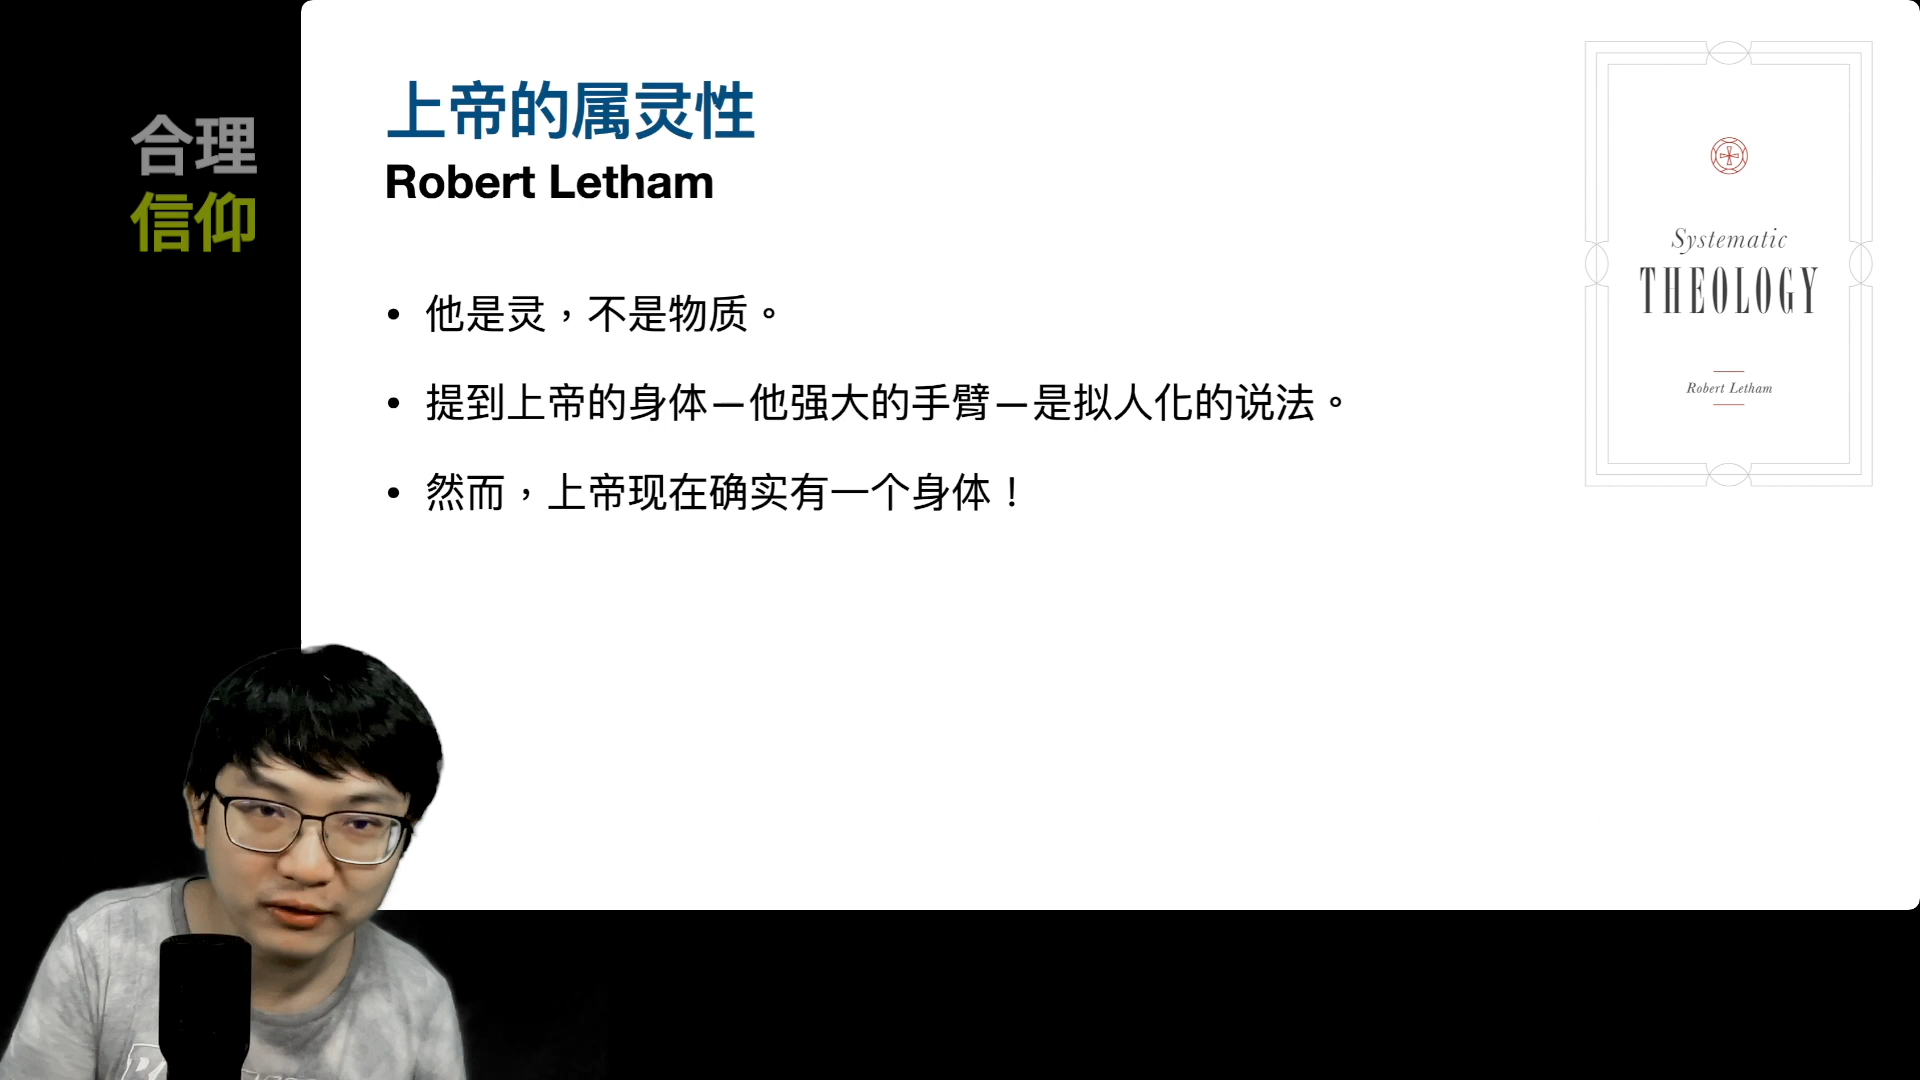 合理
信仰
上帝的属灵性
Robert Letham
• 他是灵，不是物质。
• 提到上帝的身体—他强大的手臂—是拟人化的说法。
• 然而，上帝现在确实有一个身体！
Systematic
THEOLOGY
Robert Letham